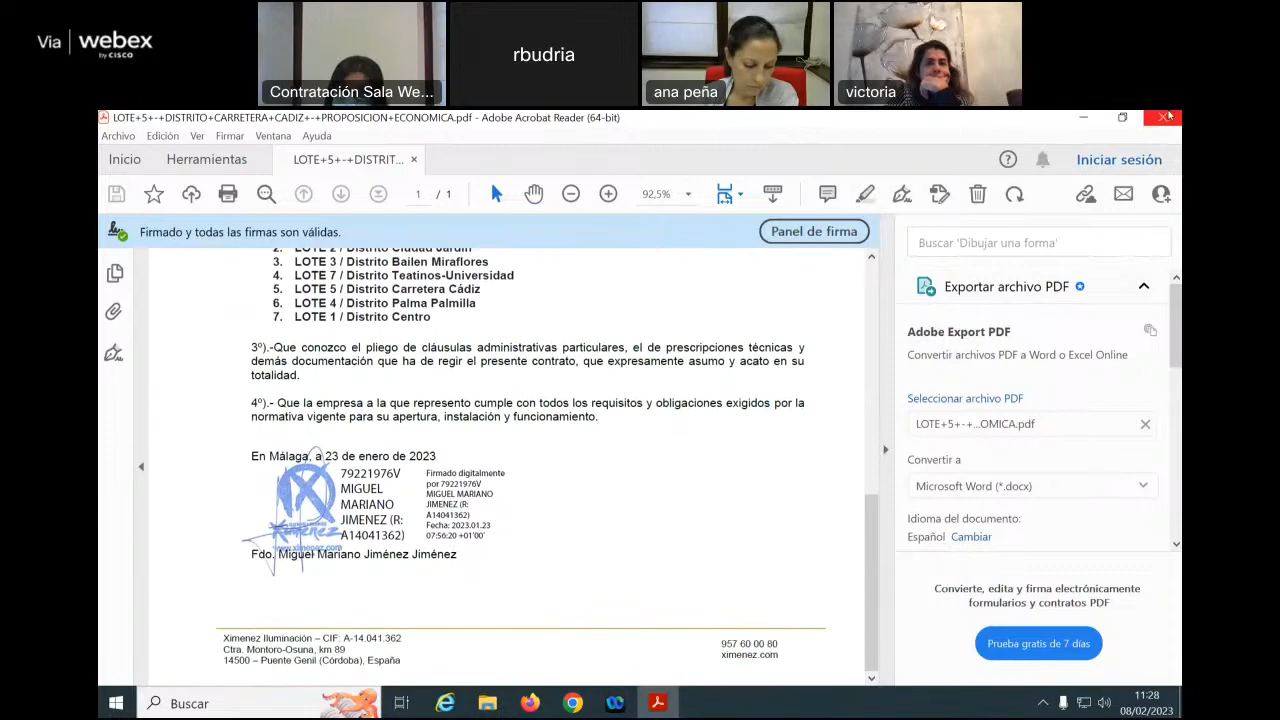 Via webex
by CISCO
rbudria
Contratación Sala We...
ana peña
victoria
LOTE+5+-+DISTRITO+CARRETERA+CADIZ+-+PROPOSICION+ECONOMICA.pdf - Adobe Acrobat Reader (64-bit)
Archivo Edición Ver Firmar Ventana Ayuda
Inicio Herramientas LOTE+5+-+DISTRIT... × Iniciar sesión
1 / 1 92,5%
Firmado y todas las firmas son válidas. Panel de firma
Buscar 'Dibujar una forma'
2. LOTE 2 / Distrito Ciudad Jardín
3. LOTE 3 / Distrito Bailen Miraflores
4. LOTE 7 / Distrito Teatinos-Universidad
5. LOTE 5 / Distrito Carretera Cádiz
6. LOTE 4 / Distrito Palma Palmilla
7. LOTE 1 / Distrito Centro
3º).-Que conozco el pliego de cláusulas administrativas particulares, el de prescripciones técnicas y
demás documentación que ha de regir el presente contrato, que expresamente asumo y acato en su
totalidad.
4º).- Que la empresa a la que represento cumple con todos los requisitos y obligaciones exigidos por la
normativa vigente para su apertura, instalación y funcionamiento.
En Málaga, a 23 de enero de 2023
79221976V
MIGUEL
MARIANO
JIMENEZ (R:
A14041362)
Firmado digitalmente
por 79221976V
MIGUEL MARIANO
JIMENEZ (R:
A14041362)
Fecha: 2023.01.23
07:56:20 +01'00'
Ximenez
www.ximenez.com
Fdo. Miguel Mariano Jiménez Jiménez
Ximenez Iluminación – CIF: A-14.041.362
Ctra. Montoro-Osuna, km 89
14500 – Puente Genil (Córdoba), España
957 60 00 80
ximenez.com
Exportar archivo PDF
Adobe Export PDF
Convertir archivos PDF a Word o Excel Online
Seleccionar archivo PDF
LOTE+5+-+...OMICA.pdf
Convertir a
Microsoft Word (*.docx)
Idioma del documento:
Español Cambiar
Convierte, edita y firma electrónicamente
formularios y contratos PDF
Prueba gratis de 7 días
Buscar
11:28
08/02/2023